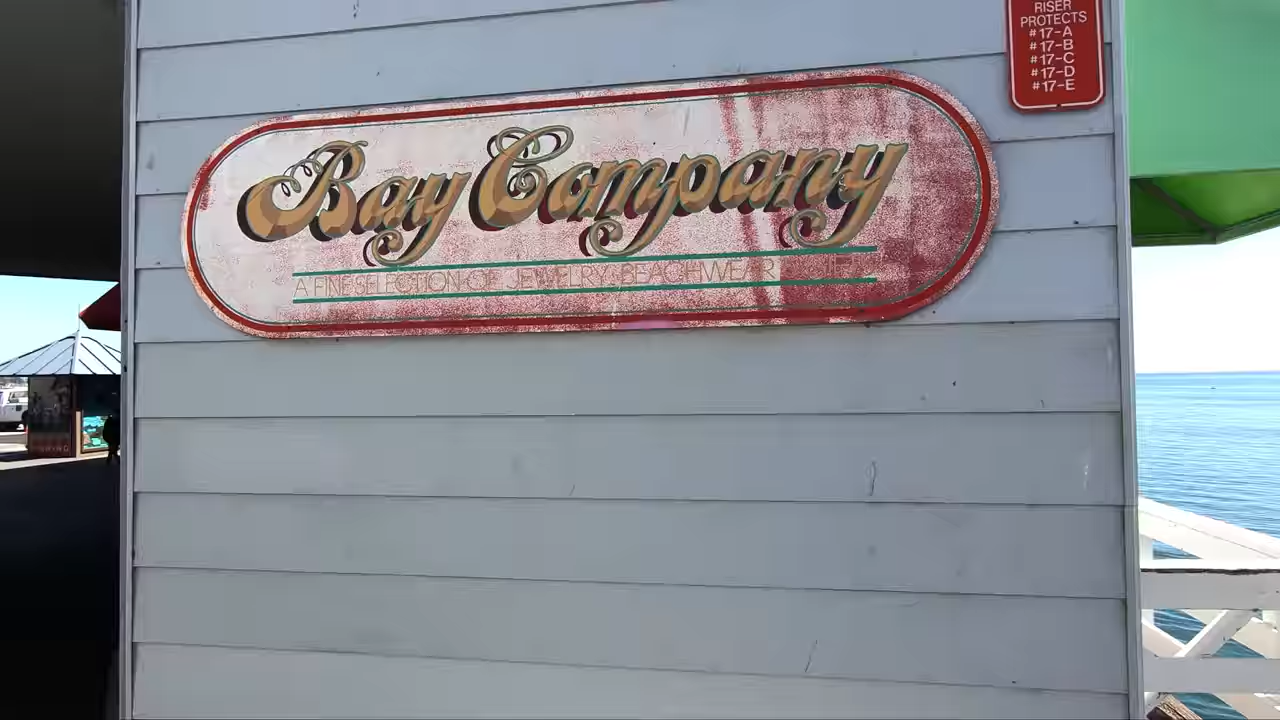 Bay Company
A FINE SELECTION OF JEWELRY, BEACHWEAR
RISER
PROTECTS
#17-A
#17-B
#17-C
#17-D
#17-E